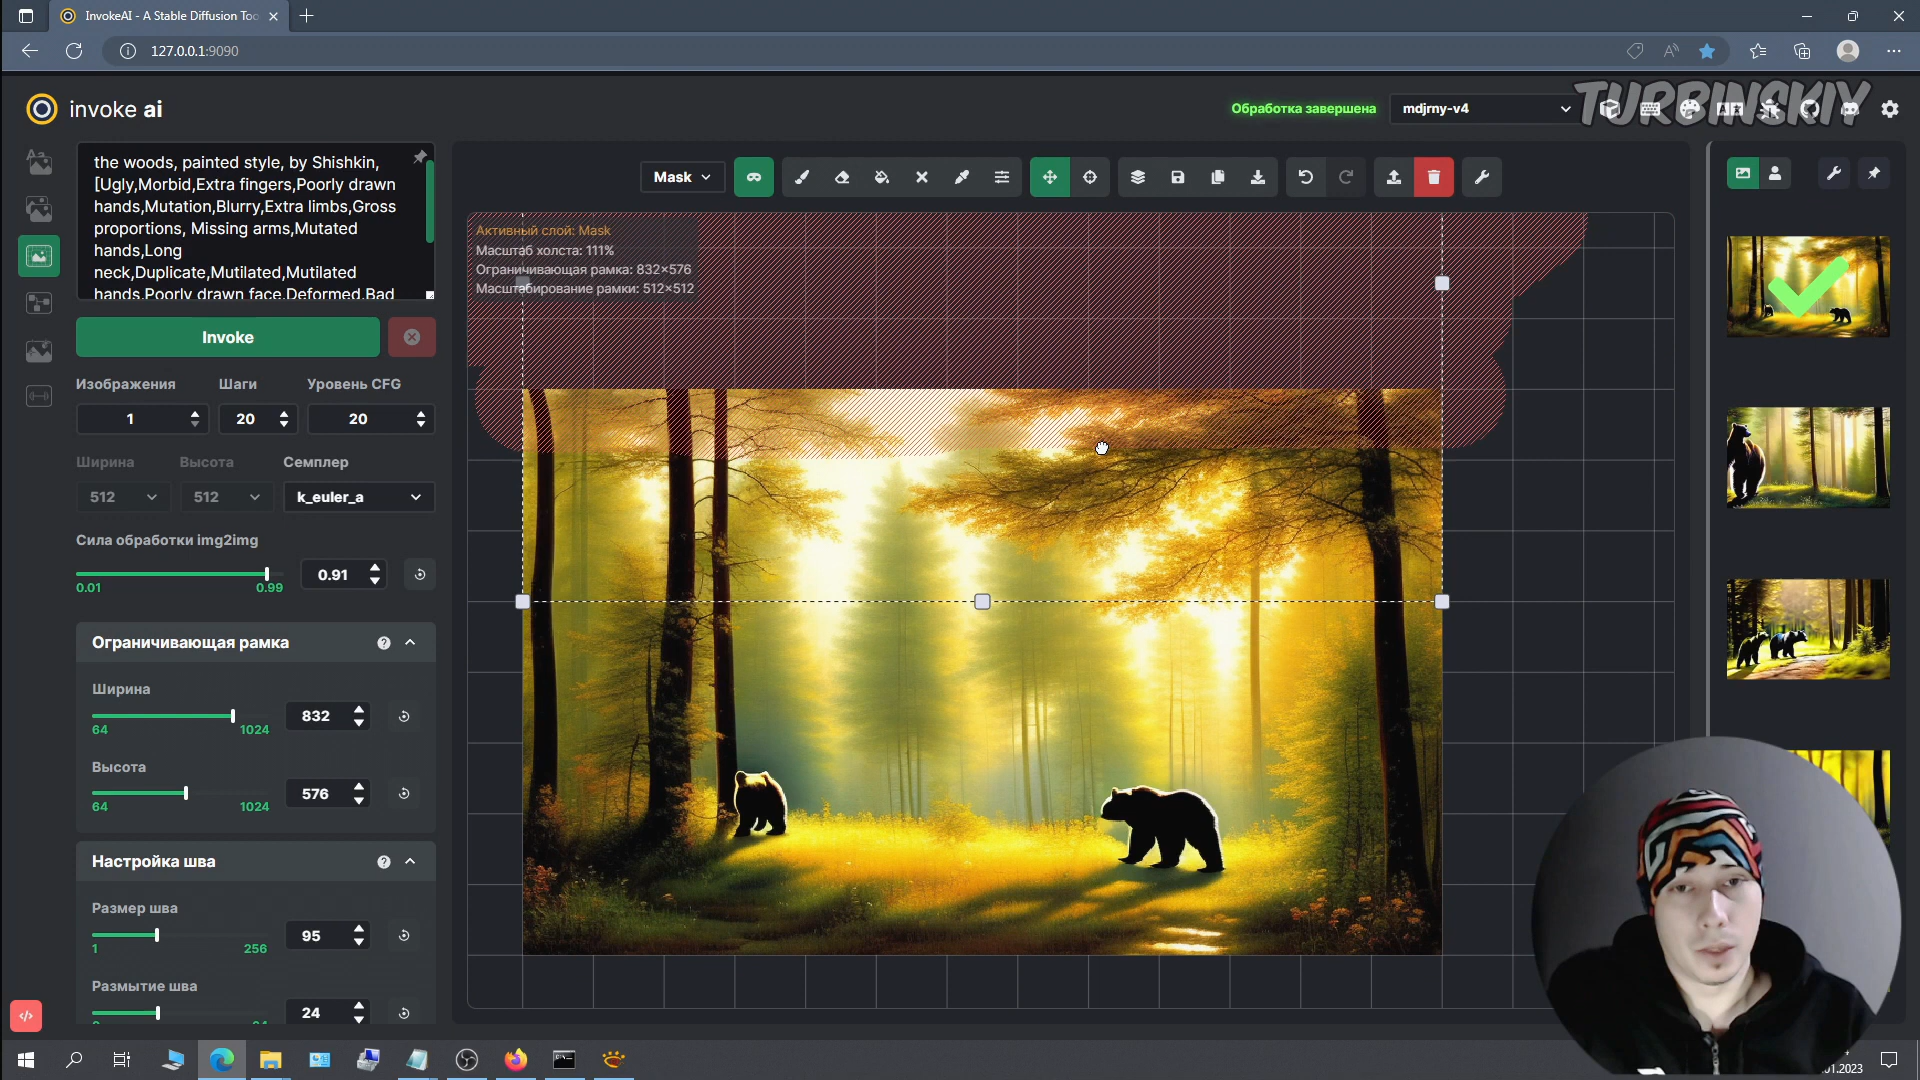 InvokeAI - A Stable Diffusion Too
127.0.0.1:9090
invoke ai
Обработка завершена
mdjrny-v4
TURBINSKIY
the woods, painted style, by Shishkin,
[Ugly,Morbid,Extra fingers,Poorly drawn
hands,Mutation,Blurry,Extra limbs,Gross
proportions, Missing arms,Mutated
hands,Long
neck,Duplicate,Mutilated,Mutilated
hands,Poorly drawn face,Deformed,Bad
Mask
Активный слой: Mask
Масштаб холста: 111%
Ограничивающая рамка: 832×576
Масштабирование рамки: 512×512
Invoke
Изображения Шаги Уровень CFG
1 20 20
Ширина Высота Семплер
512 512 k_euler_a
Сила обработки img2img
0.91
0.01 0.99
Ограничивающая рамка
Ширина
832
64 1024
Высота
576
64 1024
Настройка шва
Размер шва
95
1 256
Размытие шва
24
.01.2023